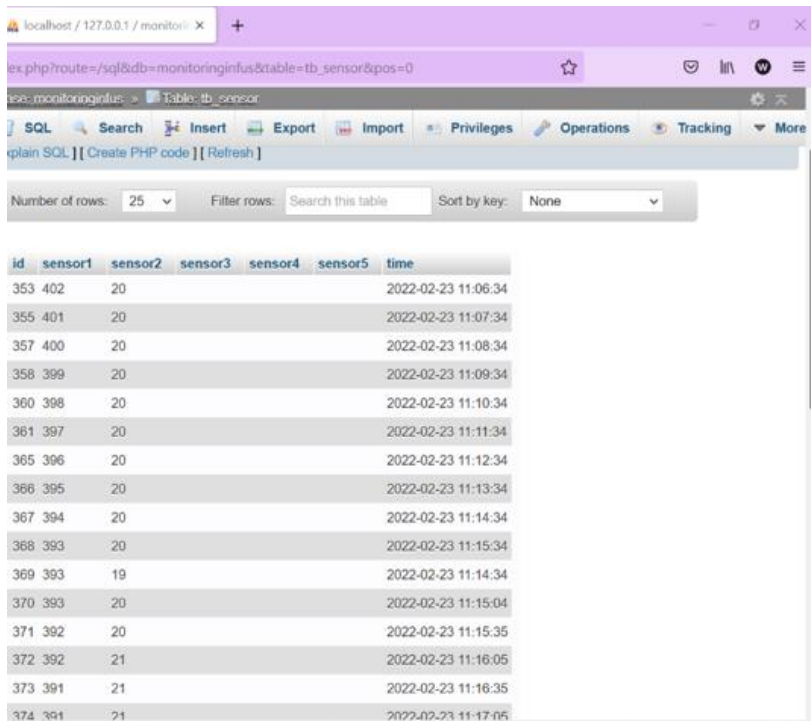 localhost / 127.0.0.1 / monitori
ex.php?route=/sql&db=monitoringinfus&table=tb_sensor&pos=0
ase: monitoringinfus » Table: tb_sensor
SQL Search Insert Export Import Privileges Operations Tracking More
xplain SQL ] [ Create PHP code ] [ Refresh ]
Number of rows: 25 Filter rows: Search this table Sort by key: None
id sensor1 sensor2 sensor3 sensor4 sensor5 time
353 402 20 2022-02-23 11:06:34
355 401 20 2022-02-23 11:07:34
357 400 20 2022-02-23 11:08:34
358 399 20 2022-02-23 11:09:34
360 398 20 2022-02-23 11:10:34
361 397 20 2022-02-23 11:11:34
365 396 20 2022-02-23 11:12:34
366 395 20 2022-02-23 11:13:34
367 394 20 2022-02-23 11:14:34
368 393 20 2022-02-23 11:15:34
369 393 19 2022-02-23 11:14:34
370 393 20 2022-02-23 11:15:04
371 392 20 2022-02-23 11:15:35
372 392 21 2022-02-23 11:16:05
373 391 21 2022-02-23 11:16:35
374 391 21 2022-02-23 11:17:05